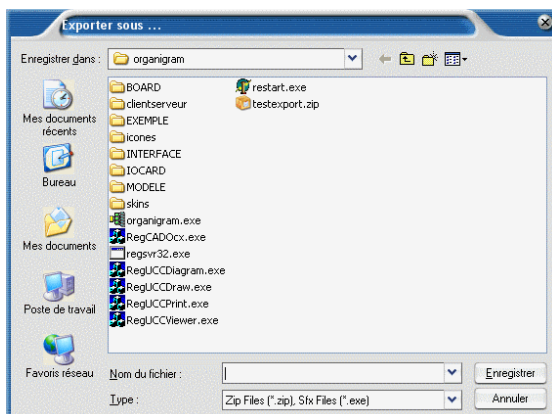 Exporter sous ...
Enregistrer dans : organigram
Mes documents récents
Bureau
Mes documents
Poste de travail
Favoris réseau
BOARD
clientserveur
EXEMPLE
icones
INTERFACE
IOCARD
MODELE
skins
organigram.exe
RegCADOcx.exe
regsvr32.exe
RegUCCDiagram.exe
RegUCCDraw.exe
RegUCCPrint.exe
RegUCCViewer.exe
restart.exe
testexport.zip
Nom du fichier : Enregistrer
Type : Zip Files (*.zip), Sfx Files (*.exe) Annuler